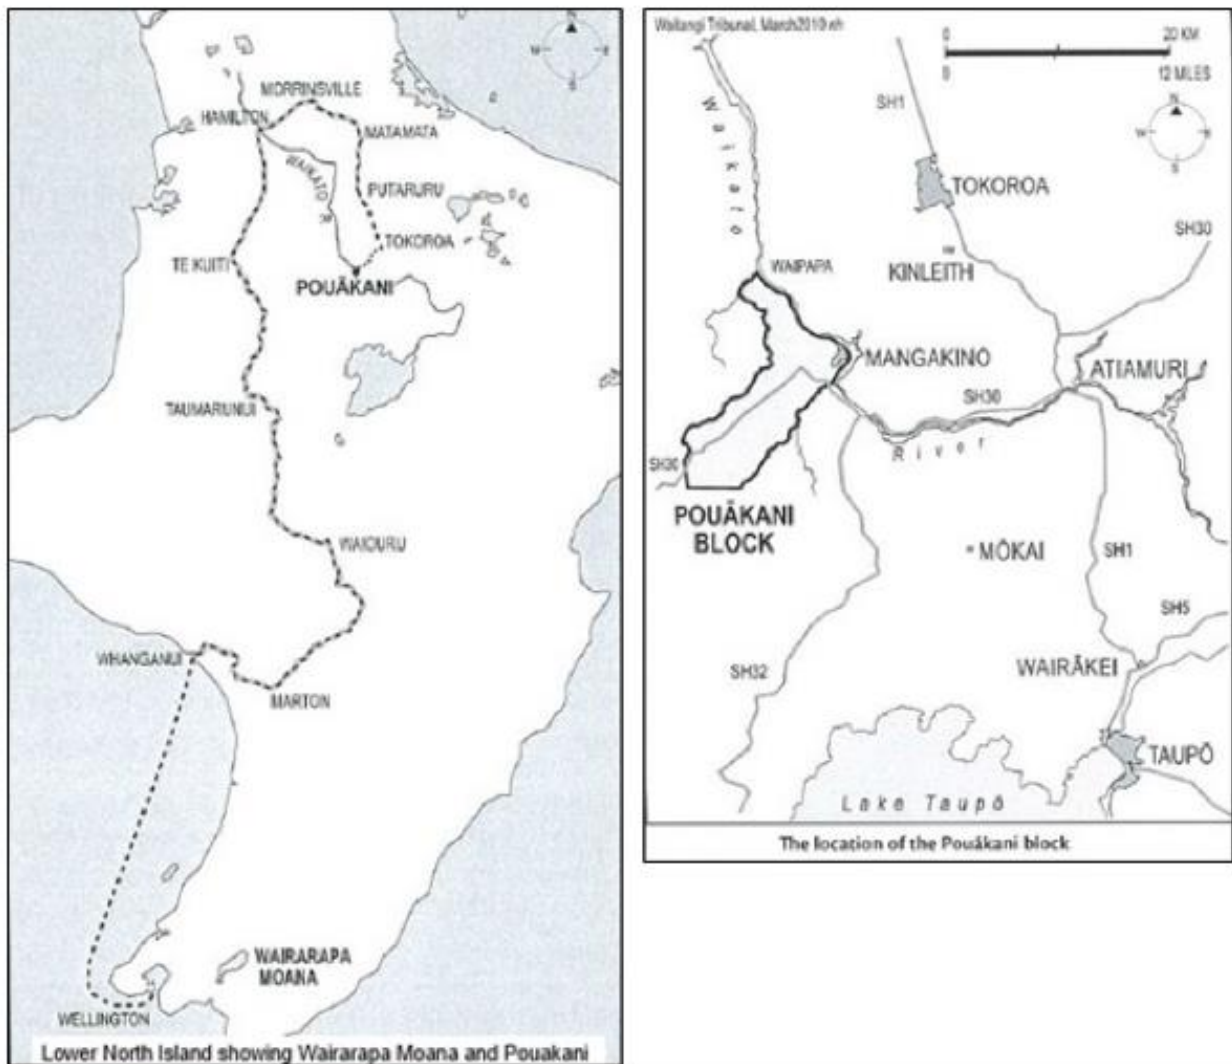 MORRINSVILLE
HAMILTON
MATAMATA
WAIKATO R
PUTARURU
TOKOROA
TE KUITI
POUĀKANI
TAUMARUNUI
WAIOURU
WHANGANUI
MARTON
WAIRARAPA
MOANA
WELLINGTON
Lower North Island showing Wairarapa Moana and Pouakani
Waitangi Tribunal, March2010 nh
0
20 KM
0
12 MILES
N
W
E
S
SH1
Waikato
TOKOROA
SH30
KINLEITH
WAIPAPA
MANGAKINO
ATIAMURI
SH30
River
SH30
POUĀKANI
BLOCK
MŌKAI
SH1
SH5
SH32
WAIRĀKEI
TAUPŌ
Lake Taupō
The location of the Pouākani block